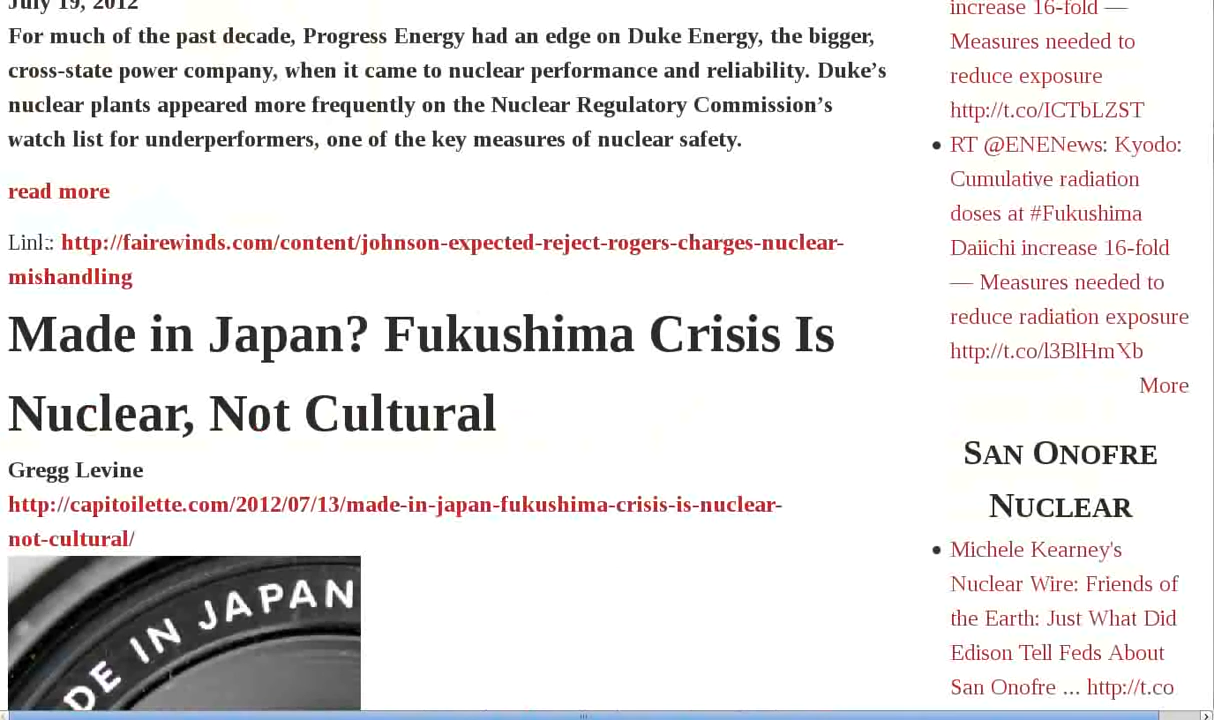 July 19, 2012
For much of the past decade, Progress Energy had an edge on Duke Energy, the bigger,
cross-state power company, when it came to nuclear performance and reliability. Duke’s
nuclear plants appeared more frequently on the Nuclear Regulatory Commission’s
watch list for underperformers, one of the key measures of nuclear safety.
read more
Link: http://fairewinds.com/content/johnson-expected-reject-rogers-charges-nuclear-
mishandling
Made in Japan? Fukushima Crisis Is
Nuclear, Not Cultural
Gregg Levine
http://capitoilette.com/2012/07/13/made-in-japan-fukushima-crisis-is-nuclear-
not-cultural/
DE IN JAPAN
increase 16-fold —
Measures needed to
reduce exposure
http://t.co/ICTbLZST
RT @ENENews: Kyodo:
Cumulative radiation
doses at #Fukushima
Daiichi increase 16-fold
— Measures needed to
reduce radiation exposure
http://t.co/l3BlHmXb
More
San Onofre
Nuclear
Michele Kearney's
Nuclear Wire: Friends of
the Earth: Just What Did
Edison Tell Feds About
San Onofre ... http://t.co